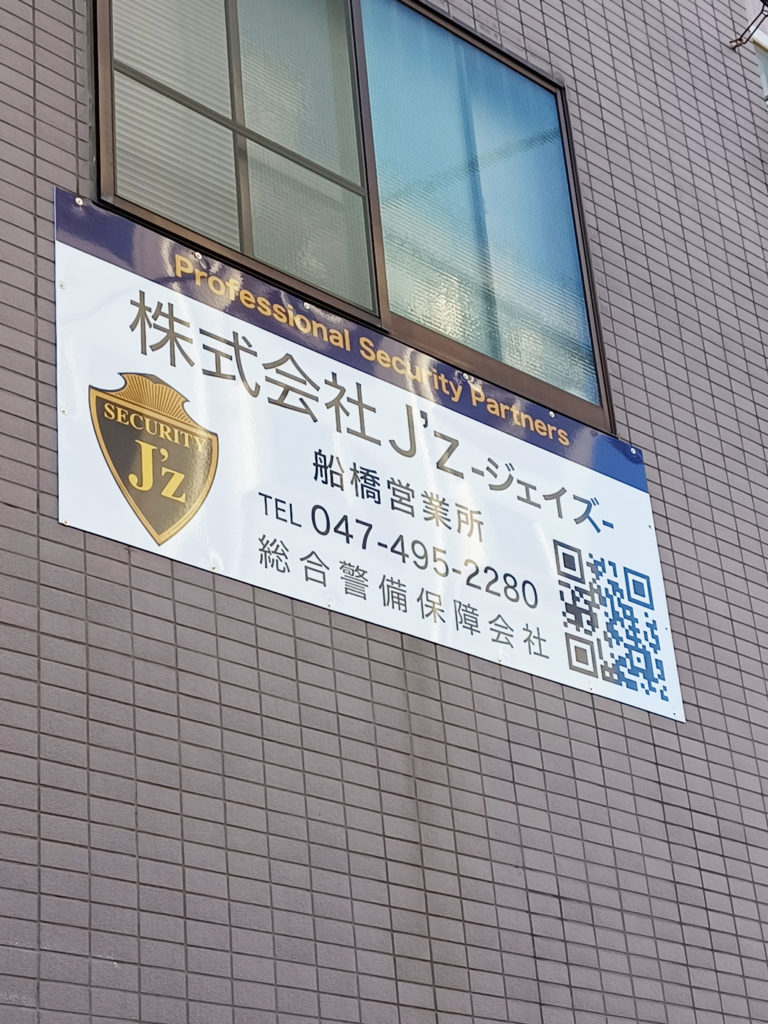 Professional Security Partners
株式会社 J'z -ジェイズ-
SECURITY
J'z
船橋営業所
TEL 047-495-2280
総合警備保障会社